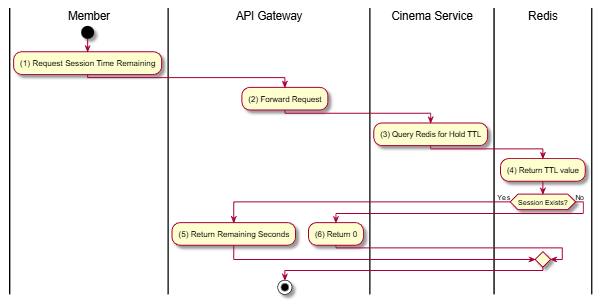 Member
API Gateway
Cinema Service
Redis
(1) Request Session Time Remaining
(2) Forward Request
(3) Query Redis for Hold TTL
(4) Return TTL value
Yes
Session Exists?
No
(5) Return Remaining Seconds
(6) Return 0